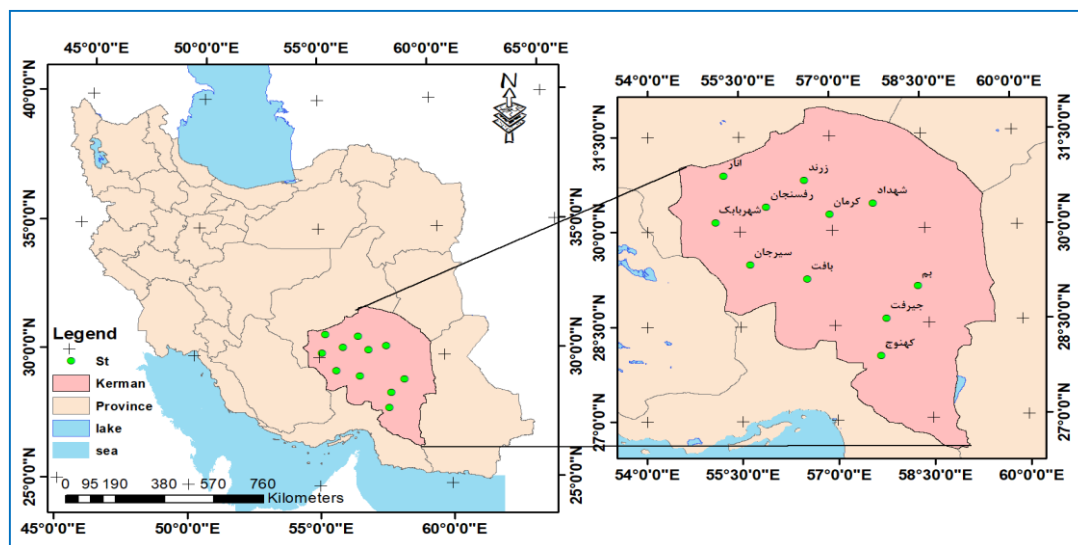 45°0'0"E 50°0'0"E 55°0'0"E 60°0'0"E 65°0'0"E
40°0'0"N
35°0'0"N
30°0'0"N
25°0'0"N
N
Legend
St
Kerman
Province
lake
sea
0 95 190 380 570 760
Kilometers
45°0'0"E 50°0'0"E 55°0'0"E 60°0'0"E
35°0'0"N
30°0'0"N
25°0'0"N
54°0'0"E 55°30'0"E 57°0'0"E 58°30'0"E 60°0'0"E
31°30'0"N
30°0'0"N
28°30'0"N
27°0'0"N
انار
زرند
رفسنجان
شهداد
شهربابک
کرمان
سیرجان
بافت
بم
جیرفت
کهنوج
31°30'0"N
30°0'0"N
28°30'0"N
27°0'0"N
54°0'0"E 55°30'0"E 57°0'0"E 58°30'0"E 60°0'0"E